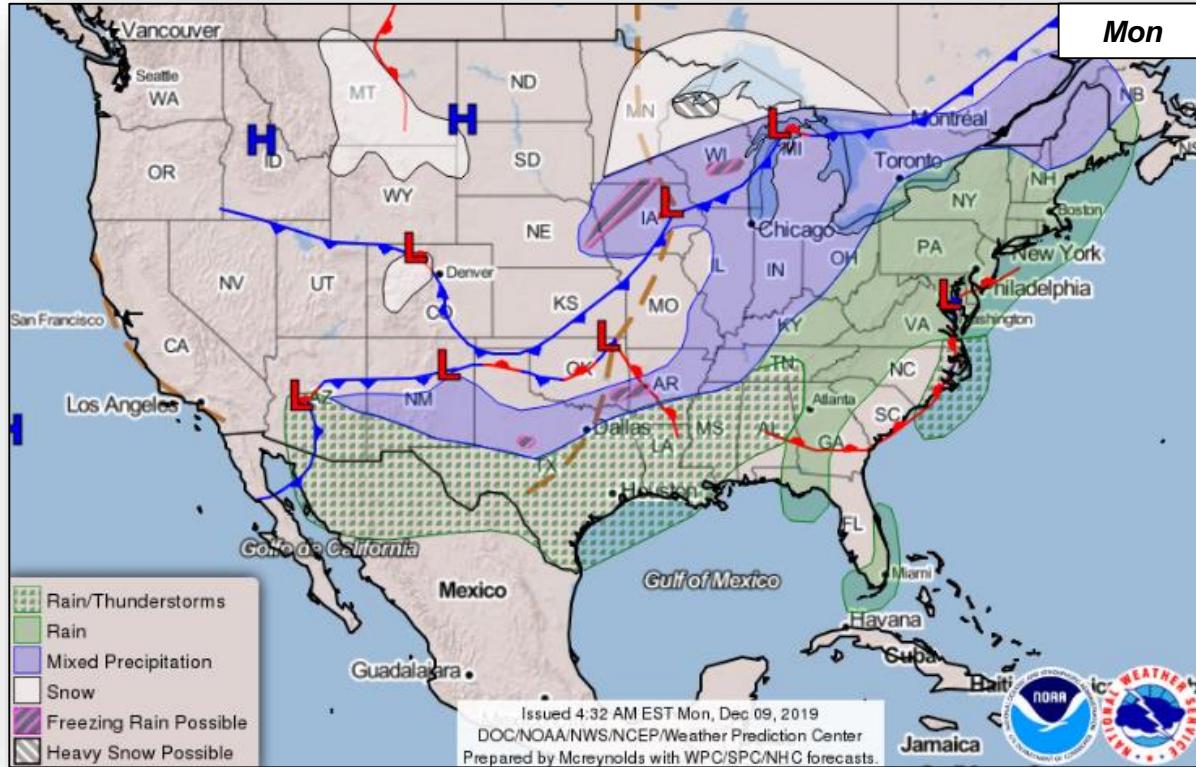 Mon
Vancouver
Seattle
WA
MT
ND
MN
H
H
L
Montréal
NB
NS
OR
ID
SD
WI
MI
Toronto
WY
NE
IA
L
NY
NH
Boston
Chicago
PA
New York
NV
UT
L
Denver
IL
IN
OH
L
Philadelphia
San Francisco
CO
KS
MO
VA
Washington
CA
L
L
KY
NC
Los Angeles
L
AZ
NM
OK
AR
TN
Atlanta
SC
H
Dallas
LA
MS
AL
GA
TX
Houston
FL
Golfo de California
Mexico
Gulf of Mexico
Miami
Havana
Cuba
Guadalajara
Jamaica
Rain/Thunderstorms
Rain
Mixed Precipitation
Snow
Freezing Rain Possible
Heavy Snow Possible
Issued 4:32 AM EST Mon, Dec 09, 2019
DOC/NOAA/NWS/NCEP/Weather Prediction Center
Prepared by Mcreynolds with WPC/SPC/NHC forecasts.
NOAA
NATIONAL WEATHER SERVICE